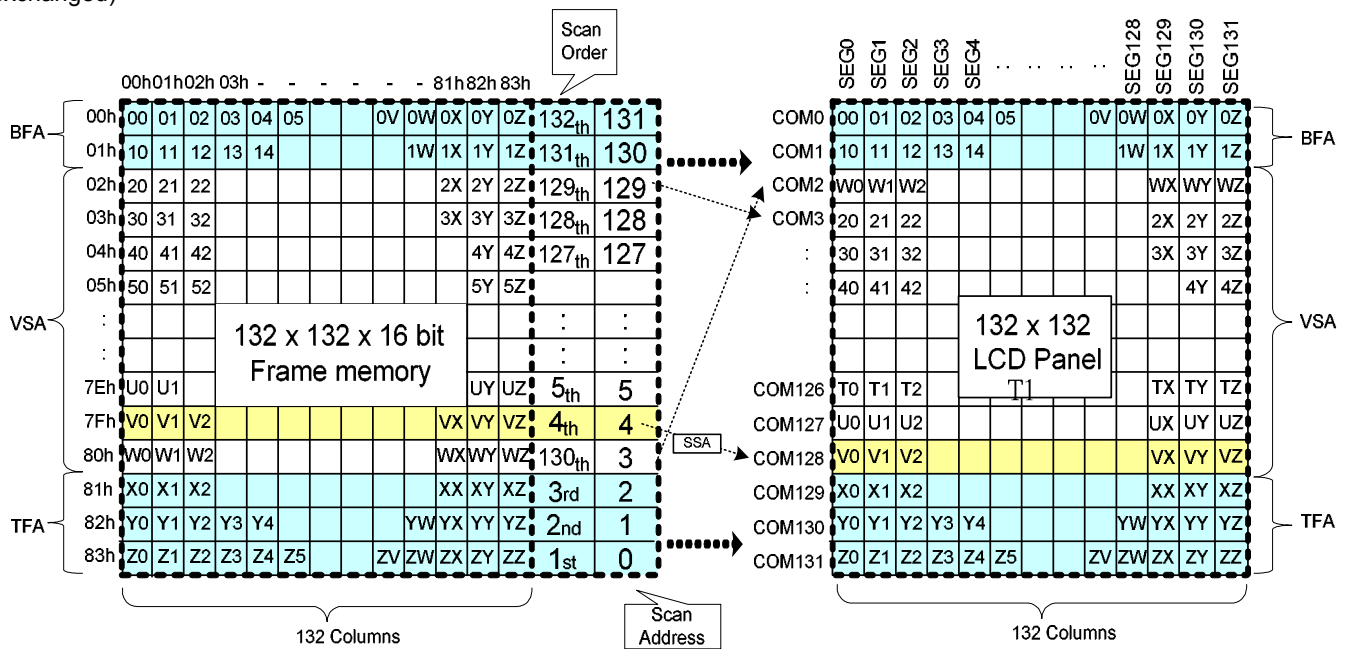 exchanged)
Scan
Order
00h 01h 02h 03h - - - - - - 81h 82h 83h
SEG0 SEG1 SEG2 SEG3 SEG4 .. .. .. .. SEG128 SEG129 SEG130 SEG131
BFA
00h 00 01 02 03 04 05 0V 0W 0X 0Y 0Z 132th 131
01h 10 11 12 13 14 1W 1X 1Y 1Z 131th 130
VSA
02h 20 21 22 2X 2Y 2Z 129th 129
03h 30 31 32 3X 3Y 3Z 128th 128
04h 40 41 42 4Y 4Z 127th 127
05h 50 51 52 5Y 5Z
: : :
: : :
132 x 132 x 16 bit
Frame memory
7Eh U0 U1 UY UZ 5th 5
7Fh V0 V1 V2 VX VY VZ 4th 4
80h W0 W1 W2 WX WY WZ 130th 3
TFA
81h X0 X1 X2 XX XY XZ 3rd 2
82h Y0 Y1 Y2 Y3 Y4 YW YX YY YZ 2nd 1
83h Z0 Z1 Z2 Z3 Z4 Z5 ZV ZW ZX ZY ZZ 1st 0
132 Columns
Scan
Address
SSA
COM0 00 01 02 03 04 05 0V 0W 0X 0Y 0Z
COM1 10 11 12 13 14 1W 1X 1Y 1Z
BFA
COM2 W0 W1 W2 WX WY WZ
COM3 20 21 22 2X 2Y 2Z
: 30 31 32 3X 3Y 3Z
: 40 41 42 4Y 4Z
132 x 132
LCD Panel
T1
VSA
COM126 T0 T1 T2 TX TY TZ
COM127 U0 U1 U2 UX UY UZ
COM128 V0 V1 V2 VX VY VZ
COM129 X0 X1 X2 XX XY XZ
COM130 Y0 Y1 Y2 Y3 Y4 YW YX YY YZ
COM131 Z0 Z1 Z2 Z3 Z4 Z5 ZV ZW ZX ZY ZZ
TFA
132 Columns